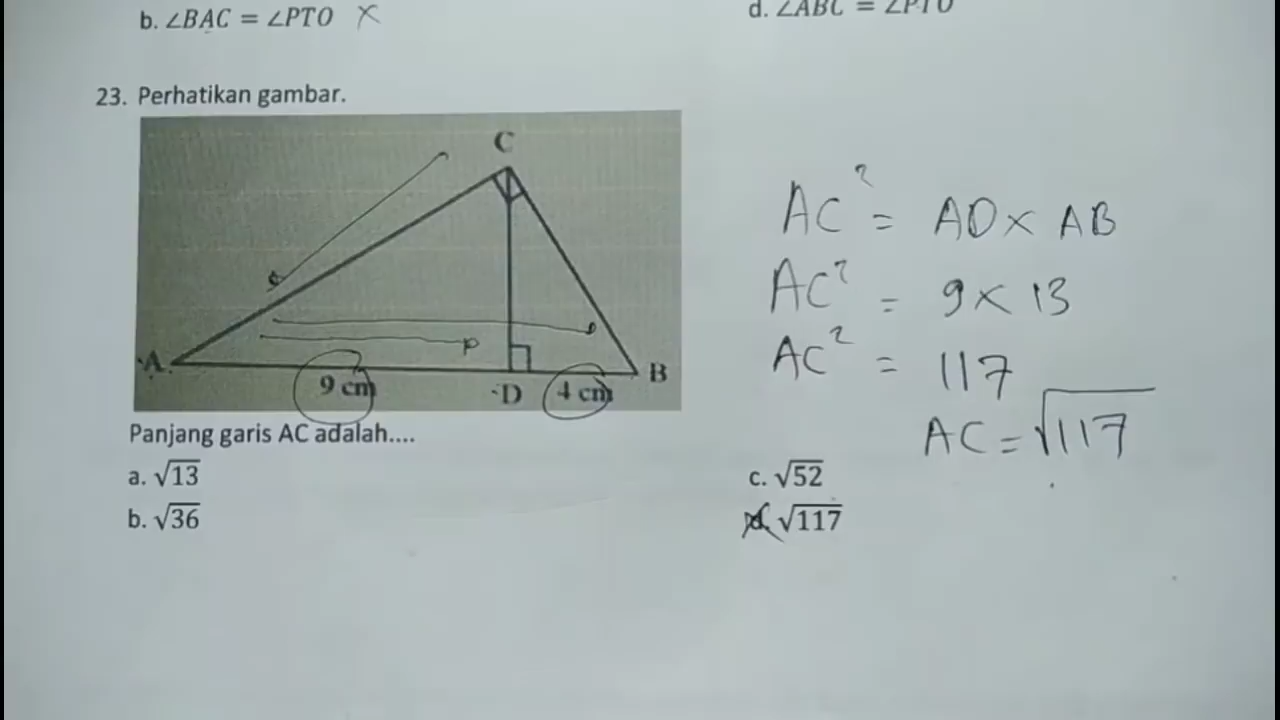 b. ∠BAC = ∠PTO X
d. ∠ABC = ∠PTO
23. Perhatikan gambar.
C
A
B
9 cm
D
4 cm
AC² = AD × AB
AC² = 9 × 13
AC² = 117
AC = √117
Panjang garis AC adalah....
a. √13
c. √52
b. √36
d. √117